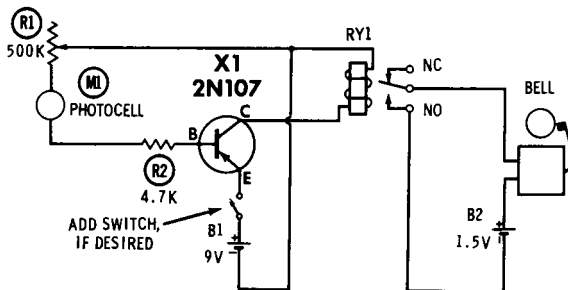 R1
500K
M1
PHOTOCELL
X1
2N107
B
C
E
R2
4.7K
ADD SWITCH,
IF DESIRED
B1
+
9V -
RY1
NC
NO
BELL
B2
+
1.5V -